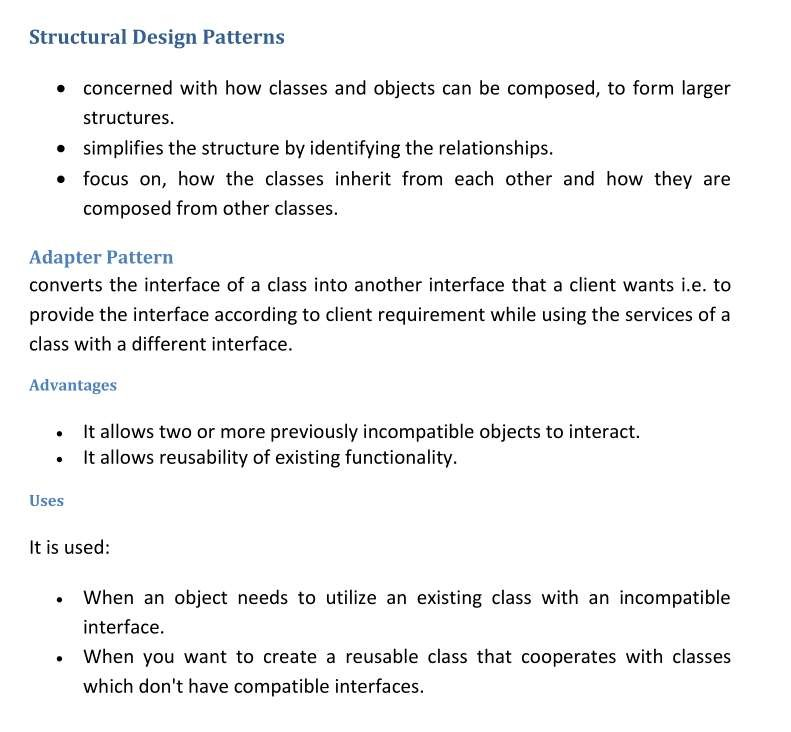 Structural Design Patterns
• concerned with how classes and objects can be composed, to form larger
structures.
• simplifies the structure by identifying the relationships.
• focus on, how the classes inherit from each other and how they are
composed from other classes.
Adapter Pattern
converts the interface of a class into another interface that a client wants i.e. to
provide the interface according to client requirement while using the services of a
class with a different interface.
Advantages
• It allows two or more previously incompatible objects to interact.
• It allows reusability of existing functionality.
Uses
It is used:
• When an object needs to utilize an existing class with an incompatible
interface.
• When you want to create a reusable class that cooperates with classes
which don't have compatible interfaces.